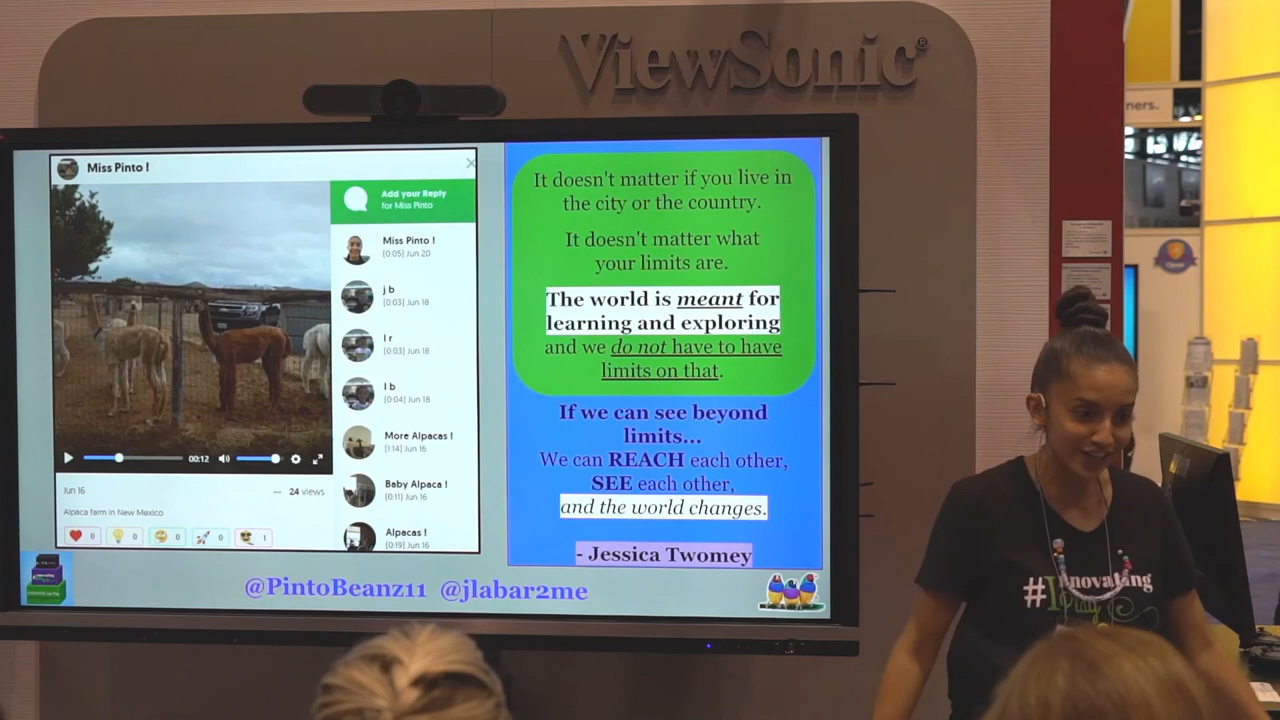 ViewSonic®
Miss Pinto !
×
Add your Reply
for Miss Pinto
Miss Pinto !
[0:05] Jun 20
j b
[0:03] Jun 18
l r
[0:03] Jun 18
l b
[0:04] Jun 18
More Alpacas !
[1:14] Jun 16
Baby Alpaca !
[0:11] Jun 16
Alpacas !
[0:19] Jun 16
00:12
Jun 16
... 24 views
Alpaca farm in New Mexico
0 0 0 0 1
It doesn't matter if you live in
the city or the country.
It doesn't matter what
your limits are.
The world is meant for
learning and exploring
and we do not have to have
limits on that.
If we can see beyond
limits...
We can REACH each other,
SEE each other,
and the world changes.
- Jessica Twomey
@PintoBeanz11 @jlabar2me
ners.
#Innovating
Play